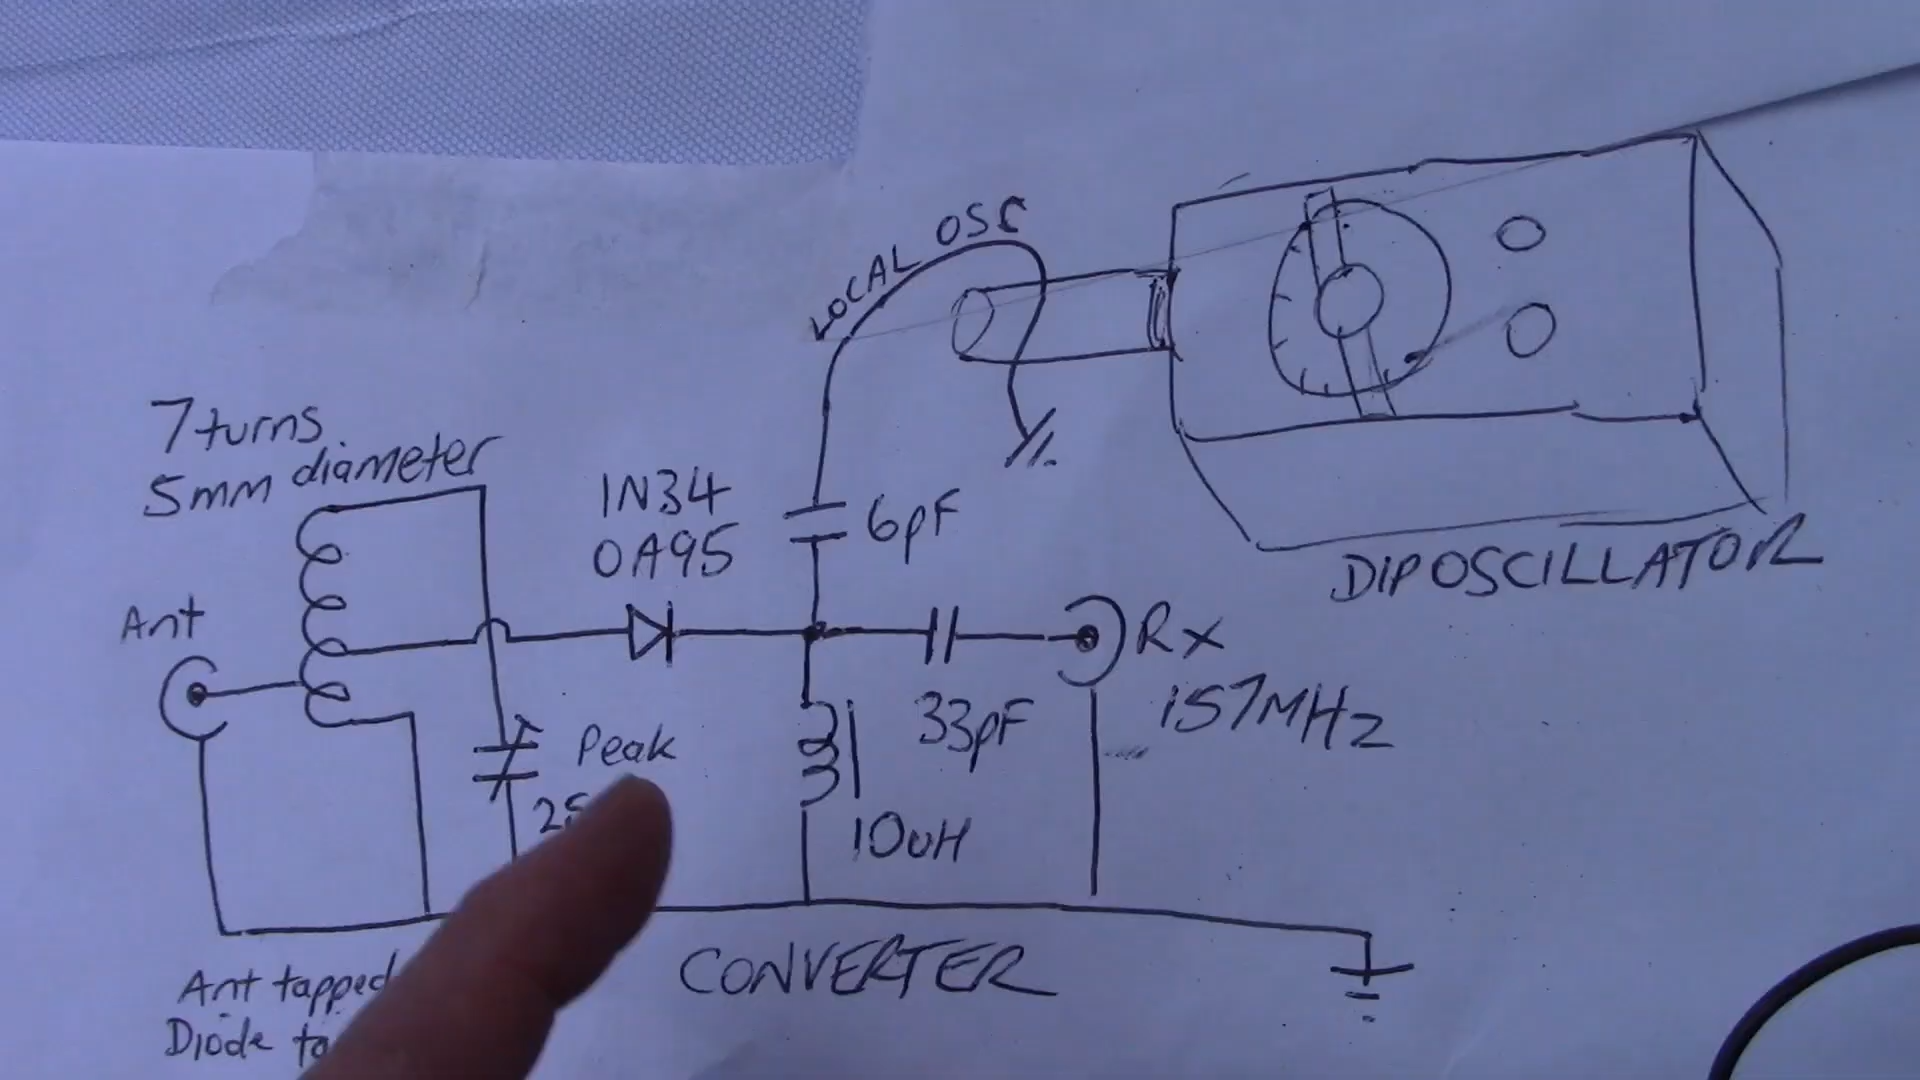 LOCAL OSC
7 turns
5mm diameter
1N34
OA95
6pF
DIPOSCILLATOR
Ant
Rx
157MHz
Peak
33pF
10uH
CONVERTER
Ant tapped
Diode